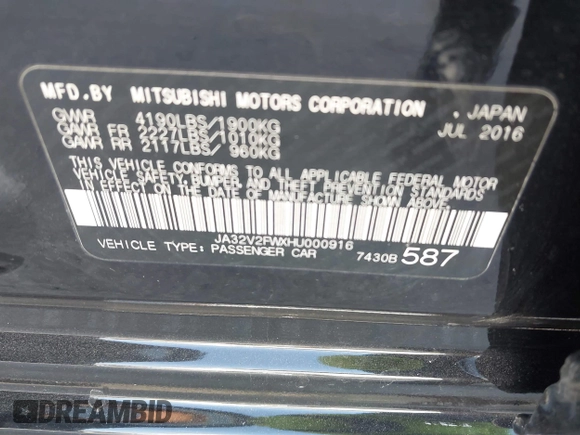 MFD. BY MITSUBISHI MOTORS CORPORATION . JAPAN
JUL 2016
GVWR 4190LBS/1900KG
GAWR FR 2227LBS/1010KG
GAWR RR 2117LBS/ 960KG
THIS VEHICLE CONFORMS TO ALL APPLICABLE FEDERAL MOTOR
VEHICLE SAFETY, BUMPER, AND THEFT PREVENTION STANDARDS
IN EFFECT ON THE DATE OF MANUFACTURE SHOWN ABOVE.
JA32V2FWXHU000916
VEHICLE TYPE: PASSENGER CAR 7430B 587
DREAMBID